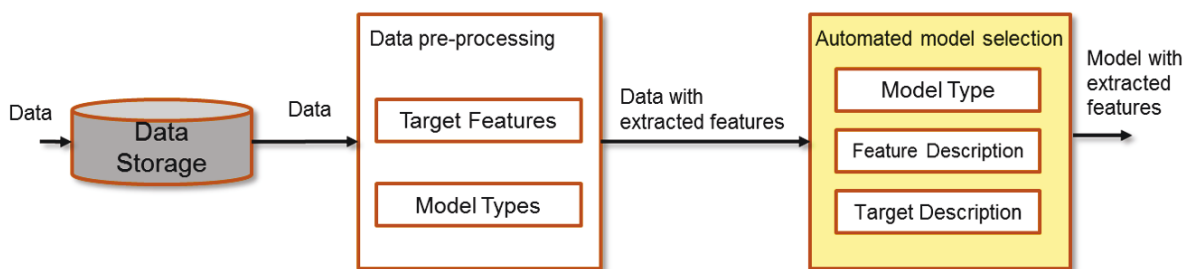 Data
Data
Storage
Data
Data pre-processing
Target Features
Model Types
Data with
extracted features
Automated model selection
Model Type
Feature Description
Target Description
Model with
extracted
features